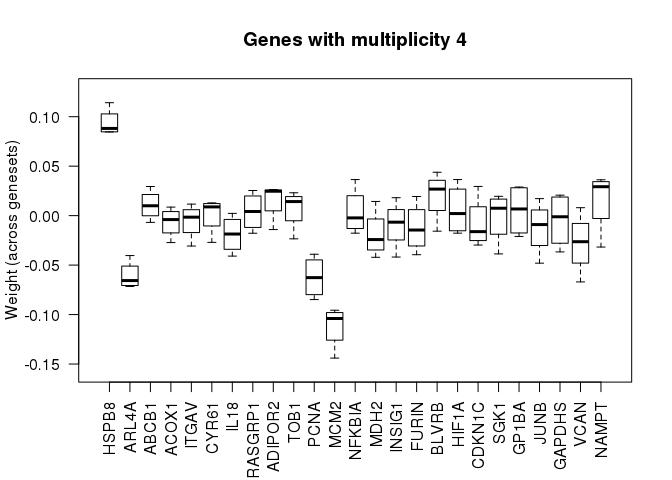 Genes with multiplicity 4
Weight (across genesets)
0.10
0.05
0.00
-0.05
-0.10
-0.15
HSPB8
ARL4A
ABCB1
ACOX1
ITGAV
CYR61
IL18
RASGRP1
ADIPOR2
TOB1
PCNA
MCM2
NFKBIA
MDH2
INSIG1
FURIN
BLVRB
HIF1A
CDKN1C
SGK1
GP1BA
JUNB
GAPDHS
VCAN
NAMPT